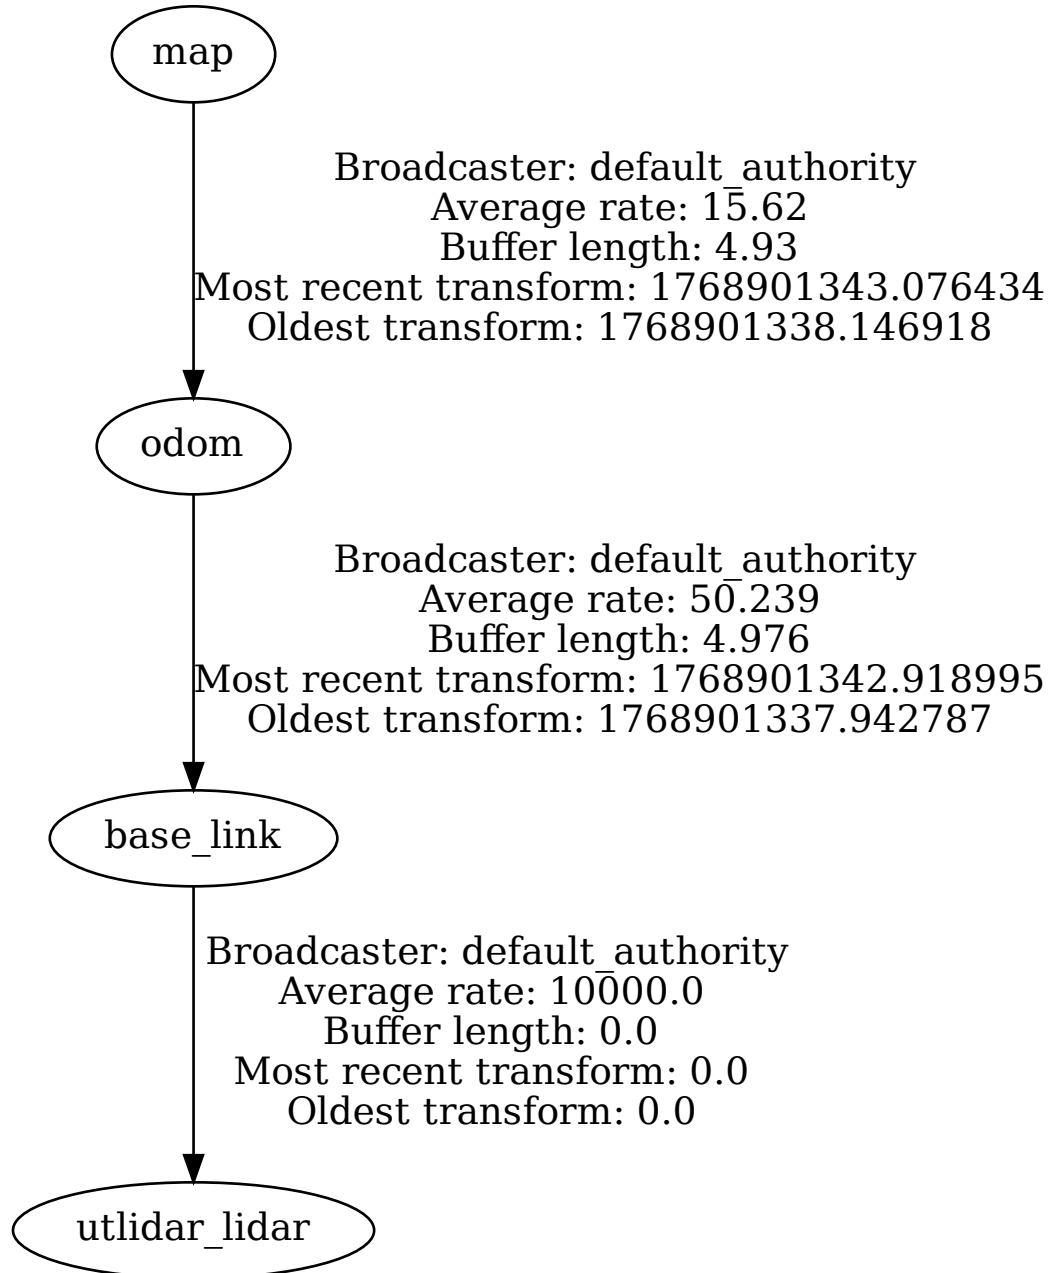 map
Broadcaster: default_authority
Average rate: 15.62
Buffer length: 4.93
Most recent transform: 1768901343.076434
Oldest transform: 1768901338.146918
odom
Broadcaster: default_authority
Average rate: 50.239
Buffer length: 4.976
Most recent transform: 1768901342.918995
Oldest transform: 1768901337.942787
base_link
Broadcaster: default_authority
Average rate: 10000.0
Buffer length: 0.0
Most recent transform: 0.0
Oldest transform: 0.0
utlidar_lidar